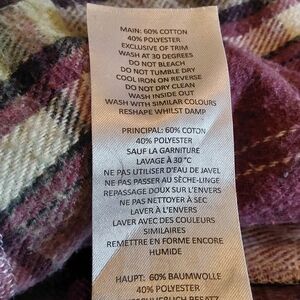 MAIN: 60% COTTON
40% POLYESTER
EXCLUSIVE OF TRIM
WASH AT 30 DEGREES
DO NOT BLEACH
DO NOT TUMBLE DRY
COOL IRON ON REVERSE
DO NOT DRY CLEAN
WASH INSIDE OUT
WASH WITH SIMILAR COLOURS
RESHAPE WHILST DAMP
PRINCIPAL: 60% COTON
40% POLYESTER
SAUF LA GARNITURE
LAVAGE À 30 °C
NE PAS UTILISER D'EAU DE JAVEL
NE PAS PASSER AU SÈCHE-LINGE
REPASSAGE DOUX SUR L'ENVERS
NE PAS NETTOYER À SEC
LAVER À L'ENVERS
LAVER AVEC DES COULEURS
SIMILAIRES
REMETTRE EN FORME ENCORE
HUMIDE
HAUPT: 60% BAUMWOLLE
40% POLYESTER